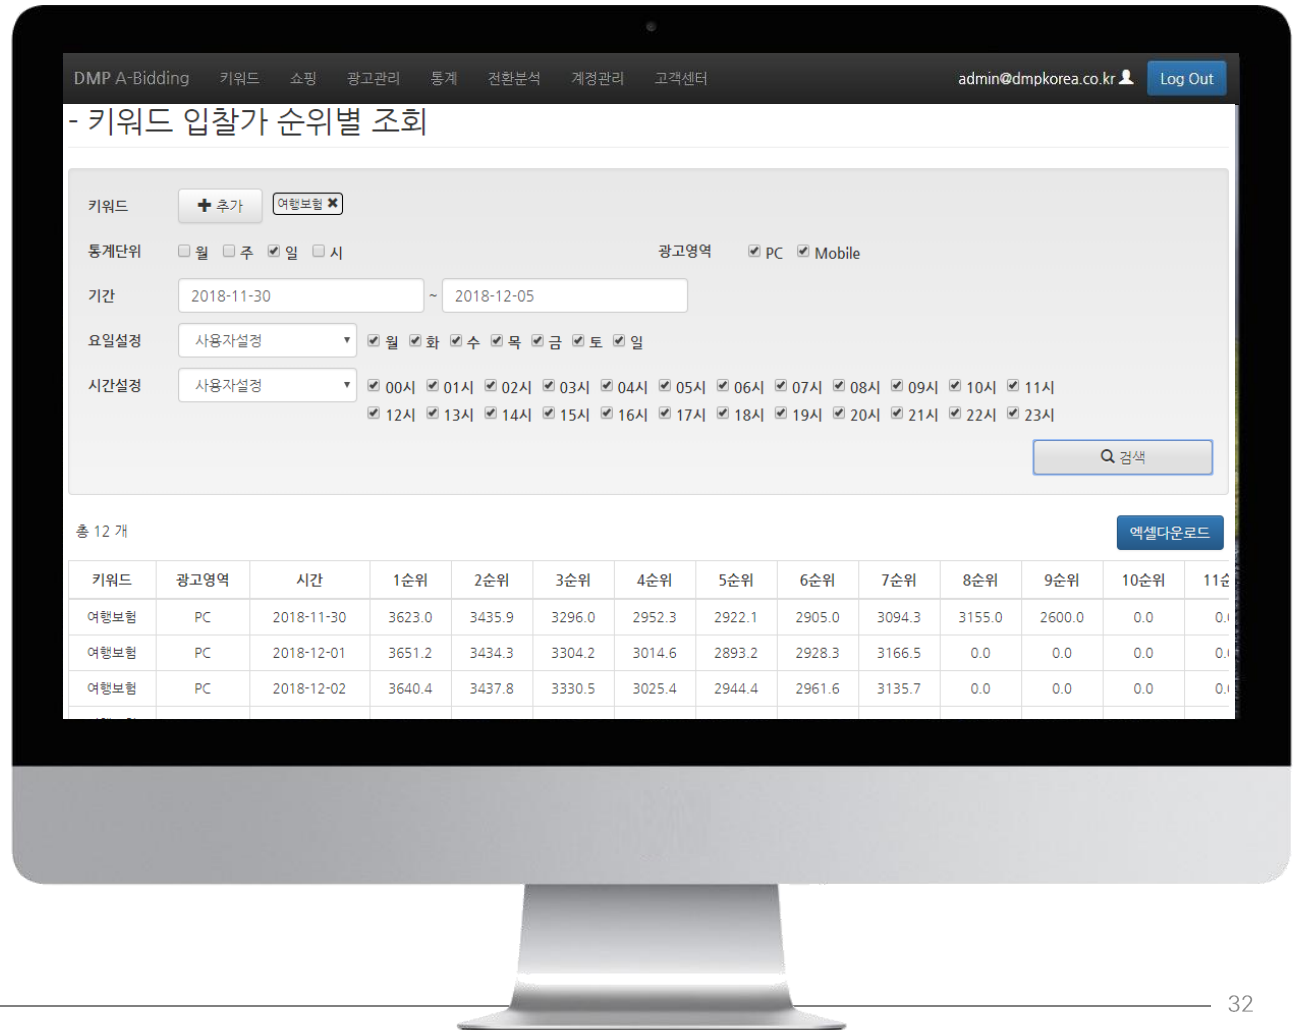 DMP A-Bidding 키워드 쇼핑 광고관리 통계 전환분석 계정관리 고객센터 admin@dmpkorea.co.kr Log Out
- 키워드 입찰가 순위별 조회
키워드 추가 여행보험
통계단위 월 주 일 시 광고영역 PC Mobile
기간 2018-11-30 ~ 2018-12-05
요일설정 사용자설정 월 화 수 목 금 토 일
시간설정 사용자설정 00시 01시 02시 03시 04시 05시 06시 07시 08시 09시 10시 11시
12시 13시 14시 15시 16시 17시 18시 19시 20시 21시 22시 23시
검색
총 12 개 엑셀다운로드
키워드 광고영역 시간 1순위 2순위 3순위 4순위 5순위 6순위 7순위 8순위 9순위 10순위
여행보험 PC 2018-11-30 3623.0 3435.9 3296.0 2952.3 2922.1 2905.0 3094.3 3155.0 2600.0 0.0
여행보험 PC 2018-12-01 3651.2 3434.3 3304.2 3014.6 2893.2 2928.3 3166.5 0.0 0.0 0.0
여행보험 PC 2018-12-02 3640.4 3437.8 3330.5 3025.4 2944.4 2961.6 3135.7 0.0 0.0 0.0
32